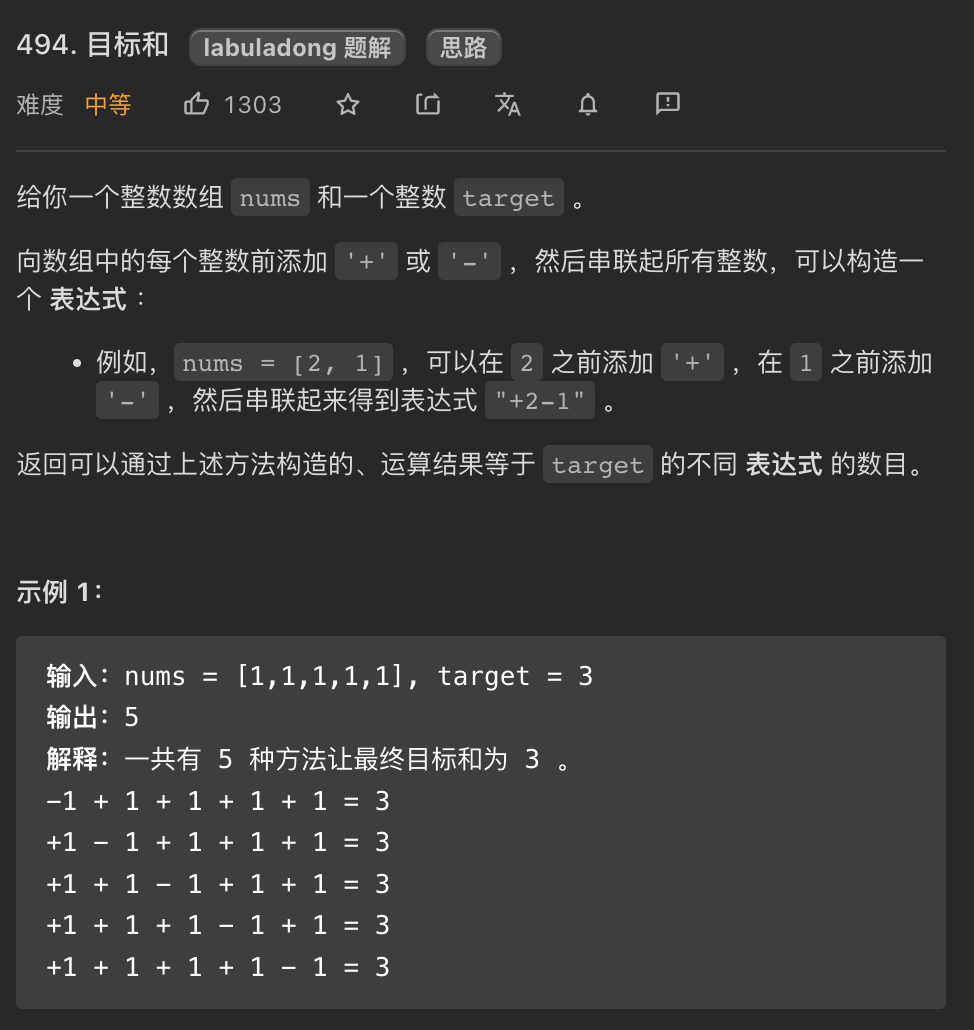 494. 目标和 labuladong 题解 思路
难度 中等 1303
给你一个整数数组 nums 和一个整数 target 。
向数组中的每个整数前添加 '+' 或 '-' ，然后串联起所有整数，可以构造一
个 表达式 ：
• 例如，nums = [2, 1] ，可以在 2 之前添加 '+' ，在 1 之前添加
'-' ，然后串联起来得到表达式 "+2-1" 。
返回可以通过上述方法构造的、运算结果等于 target 的不同 表达式 的数目。
示例 1：
输入：nums = [1,1,1,1,1], target = 3
输出：5
解释：一共有 5 种方法让最终目标和为 3 。
-1 + 1 + 1 + 1 + 1 = 3
+1 - 1 + 1 + 1 + 1 = 3
+1 + 1 - 1 + 1 + 1 = 3
+1 + 1 + 1 - 1 + 1 = 3
+1 + 1 + 1 + 1 - 1 = 3